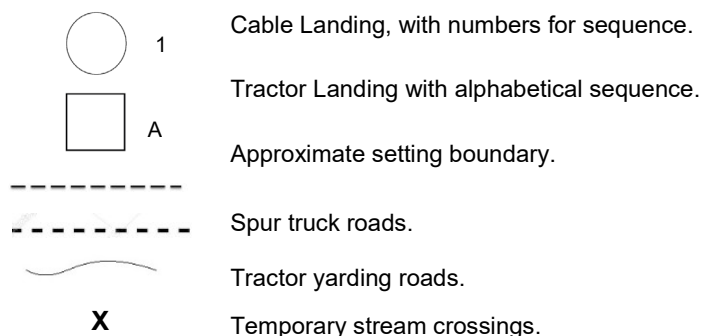 1 Cable Landing, with numbers for sequence.
Tractor Landing with alphabetical sequence.
A
Approximate setting boundary.
Spur truck roads.
Tractor yarding roads.
X Temporary stream crossings.